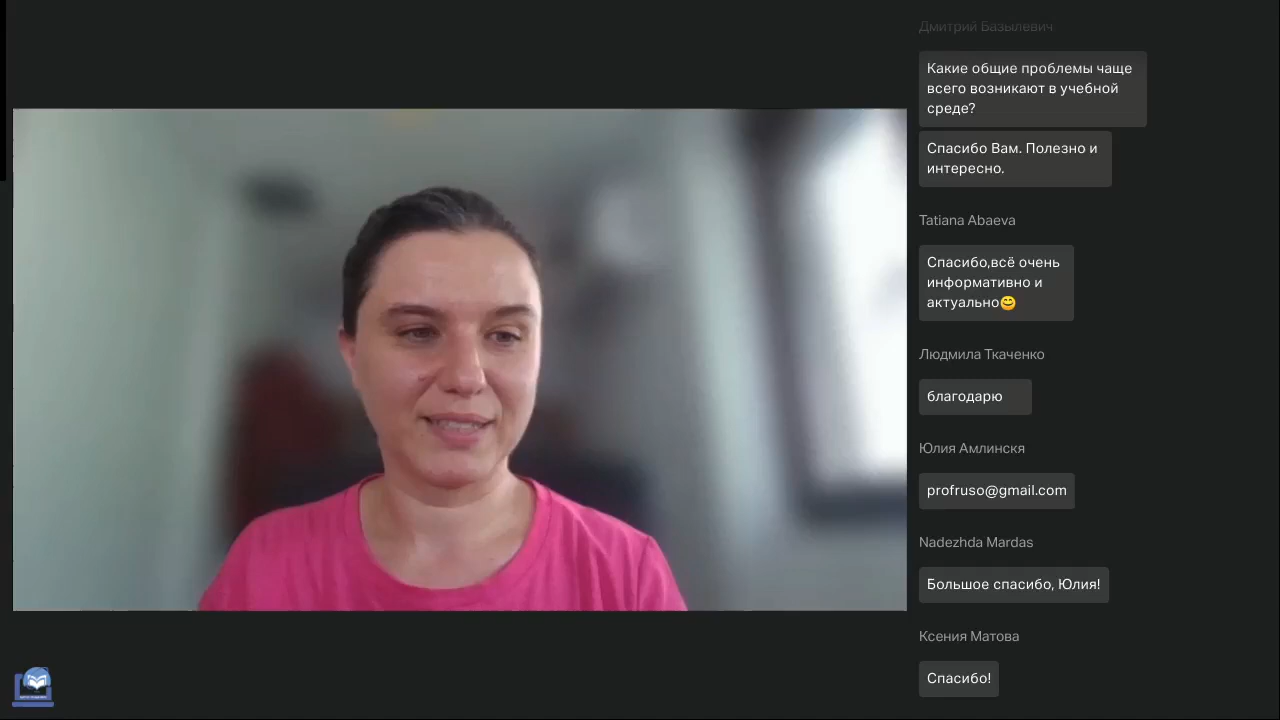 Дмитрий Базылевич
Какие общие проблемы чаще
всего возникают в учебной
среде?
Спасибо Вам. Полезно и
интересно.
Tatiana Abaeva
Спасибо,всё очень
информативно и
актуально😊
Людмила Ткаченко
благодарю
Юлия Амлинскя
profruso@gmail.com
Nadezhda Mardas
Большое спасибо, Юлия!
Ксения Матова
Спасибо!